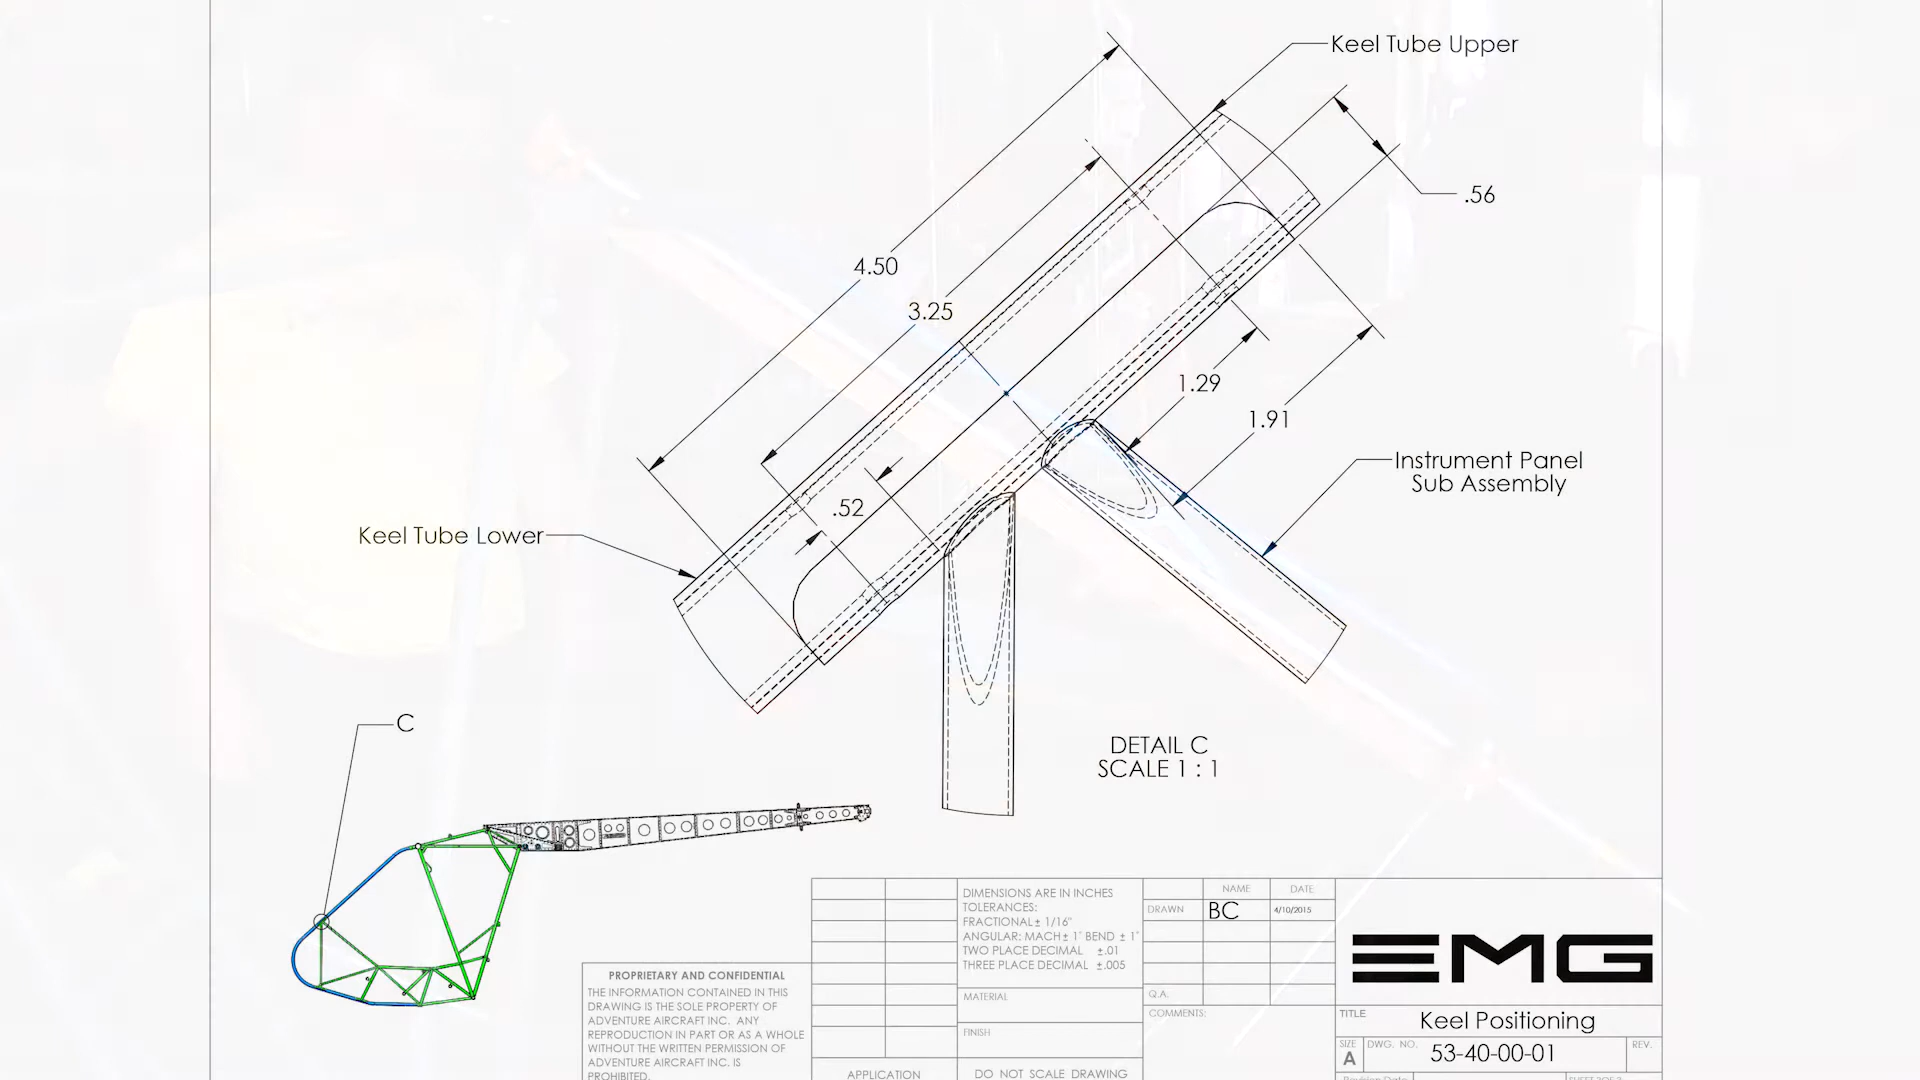 Keel Tube Upper
.56
4.50
3.25
1.29
1.91
Instrument Panel
Sub Assembly
.52
Keel Tube Lower
C
DETAIL C
SCALE 1 : 1
PROPRIETARY AND CONFIDENTIAL
THE INFORMATION CONTAINED IN THIS
DRAWING IS THE SOLE PROPERTY OF
ADVENTURE AIRCRAFT INC. ANY
REPRODUCTION IN PART OR AS A WHOLE
WITHOUT THE WRITTEN PERMISSION OF
ADVENTURE AIRCRAFT INC. IS
PROHIBITED.
APPLICATION
DIMENSIONS ARE IN INCHES
TOLERANCES:
FRACTIONAL ± 1/16"
ANGULAR: MACH ± 1° BEND ± 1°
TWO PLACE DECIMAL ±.01
THREE PLACE DECIMAL ±.005
MATERIAL
FINISH
DO NOT SCALE DRAWING
NAME DATE
DRAWN BC 4/10/2015
Q.A.
COMMENTS:
EMG
TITLE
Keel Positioning
SIZE DWG. NO. REV.
A 53-40-00-01
Revision Date: